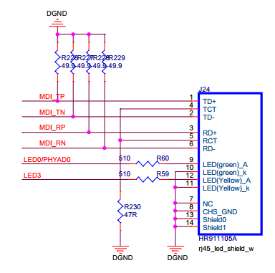 DGND
R226 R227 R228 R229
49.9 49.9 49.9 49.9
J24
MDI_TP 1 TD+
4 TCT
MDI_TN 2 TD-
MDI_RP 3 RD+
5 RCT
MDI_RN 6 RD-
LED0/PHYAD0 510 R60 9 LED(green)_A
10 LED(green)_k
LED3 510 R59 12 LED(Yellow)_A
11 LED(Yellow)_k
R230
47R
7 NC
8 CHS_GND
13 Shield0
14 Shield1
DGND DGND
HR911105A
rj45_lcd_shield_w